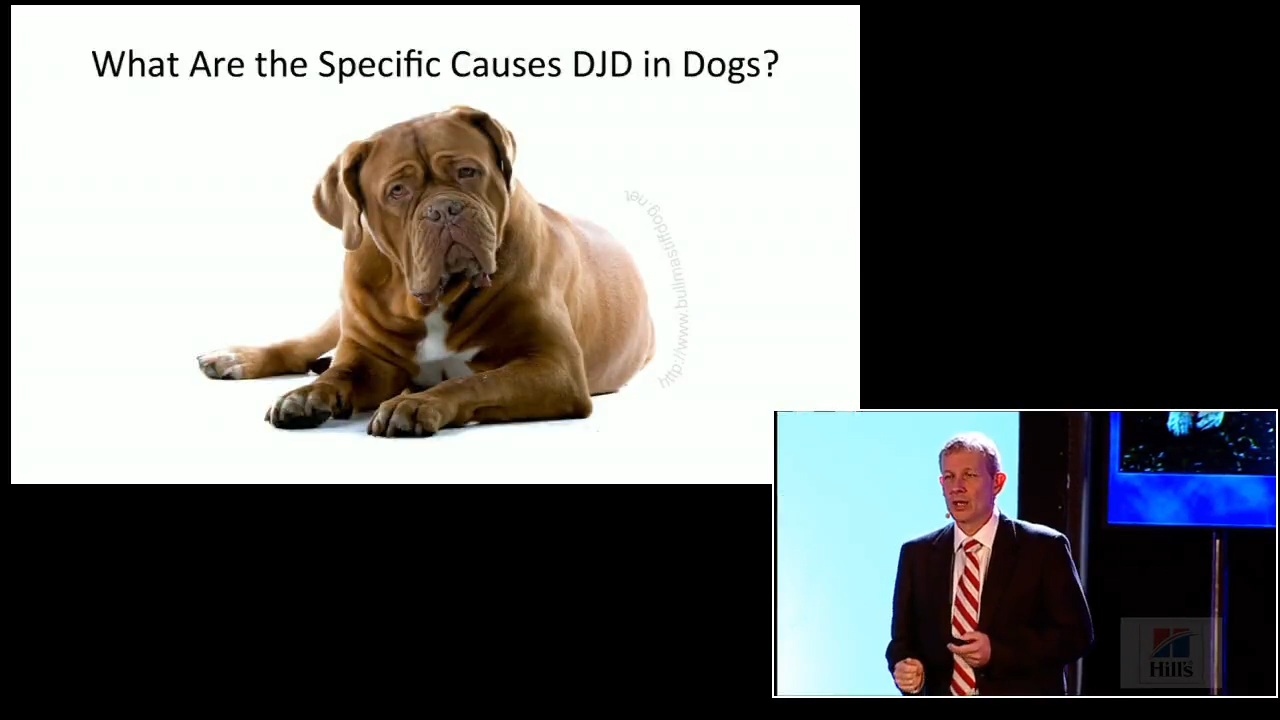 What Are the Specific Causes DJD in Dogs?
http://www.bullmastiffdog.net
Hill's